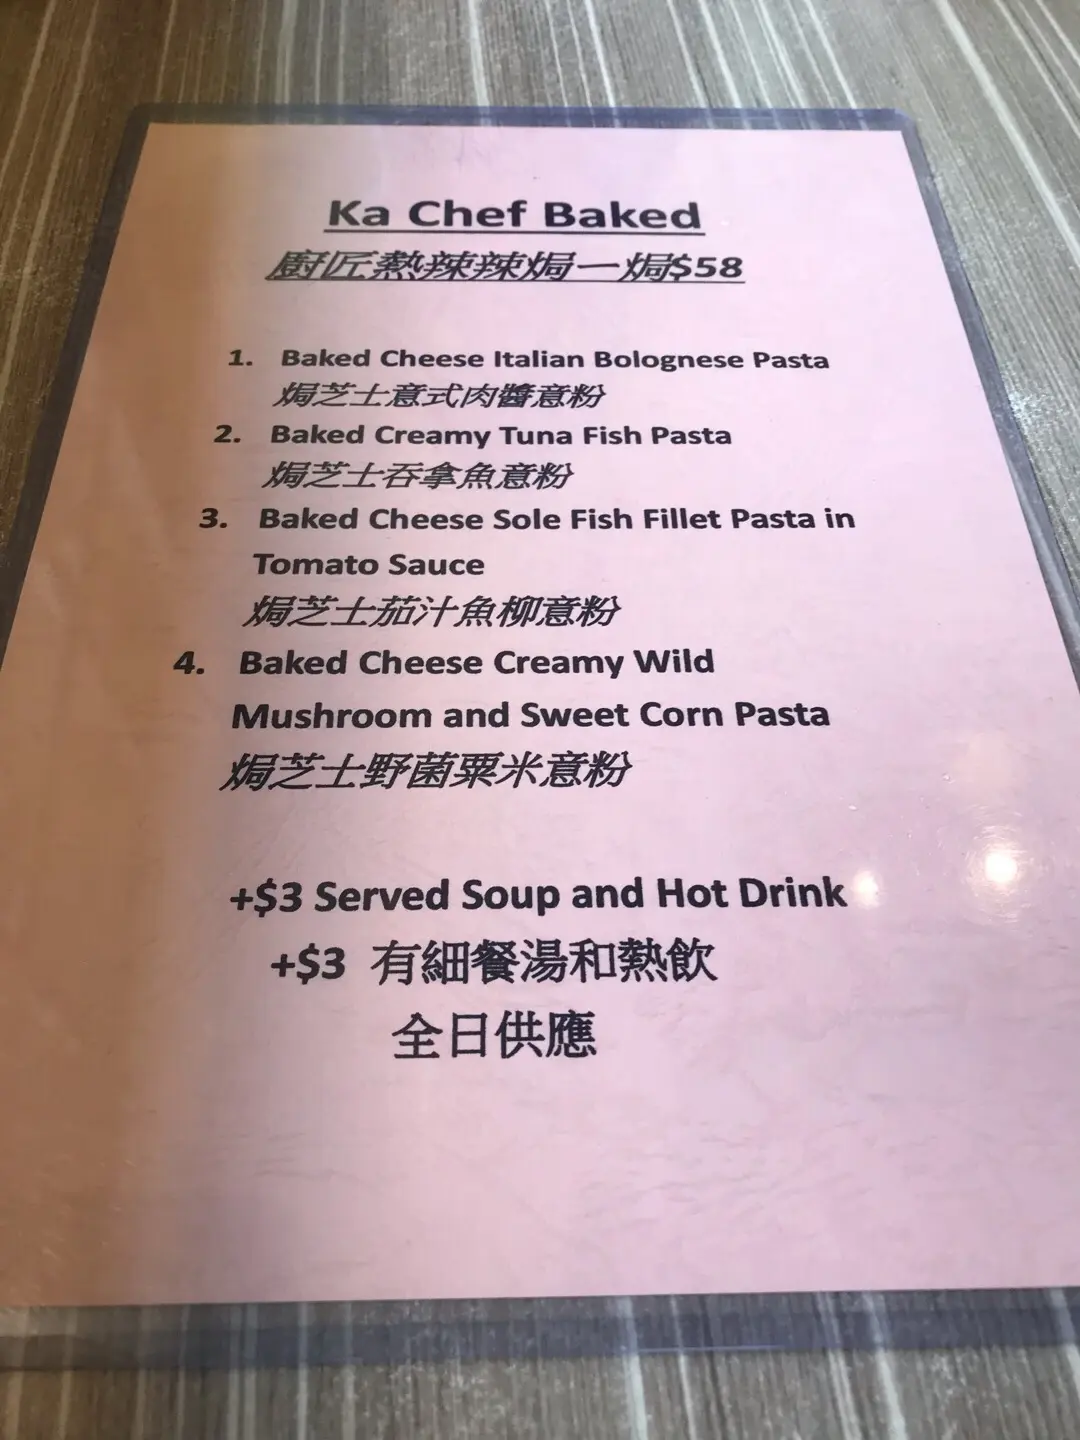 Ka Chef Baked
廚匠熱辣辣焗一焗$58
1. Baked Cheese Italian Bolognese Pasta
焗芝士意式肉醬意粉
2. Baked Creamy Tuna Fish Pasta
焗芝士吞拿魚意粉
3. Baked Cheese Sole Fish Fillet Pasta in
Tomato Sauce
焗芝士茄汁魚柳意粉
4. Baked Cheese Creamy Wild
Mushroom and Sweet Corn Pasta
焗芝士野菌粟米意粉
+$3 Served Soup and Hot Drink
+$3 有細餐湯和熱飲
全日供應